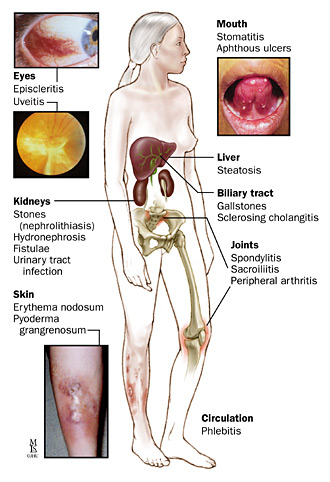 Eyes
Episcleritis
Uveitis
Kidneys
Stones
(nephrolithiasis)
Hydronephrosis
Fistulae
Urinary tract
infection
Skin
Erythema nodosum
Pyoderma
grangrenosum
Mouth
Stomatitis
Aphthous ulcers
Liver
Steatosis
Biliary tract
Gallstones
Sclerosing cholangitis
Joints
Spondylitis
Sacroiliitis
Peripheral arthritis
Circulation
Phlebitis